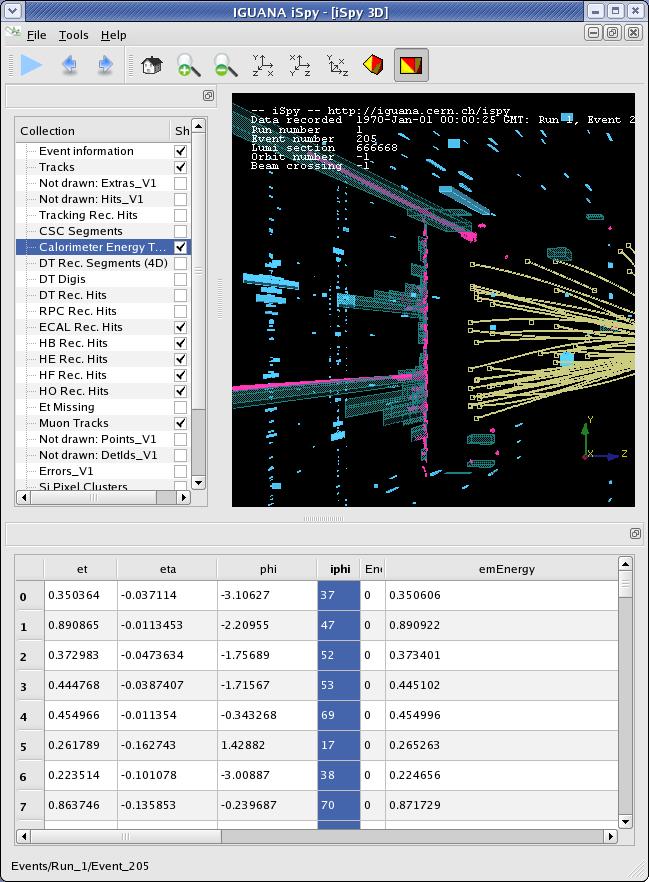 IGUANA iSpy - [iSpy 3D]
File Tools Help
Collection Sh
Event information
Tracks
Not drawn: Extras_V1
Not drawn: Hits_V1
Tracking Rec. Hits
CSC Segments
Calorimeter Energy T...
DT Rec. Segments (4D)
DT Digis
DT Rec. Hits
RPC Rec. Hits
ECAL Rec. Hits
HB Rec. Hits
HE Rec. Hits
HF Rec. Hits
HO Rec. Hits
Et Missing
Muon Tracks
Not drawn: Points_V1
Not drawn: DetIds_V1
Errors_V1
Si Pixel Clusters
-- iSpy -- http://iguana.cern.ch/ispy
Data recorded 1970-Jan-01 00:00:25 GMT: Run 1, Event 2
Run number 1
Event number 205
Lumi section 666668
Orbit number -1
Beam crossing -1
Y
X Z
et eta phi iphi Ene emEnergy
0 0.350364 -0.037114 -3.10627 37 0 0.350606
1 0.890865 -0.0113453 -2.20955 47 0 0.890922
2 0.372983 -0.0473634 -1.75689 52 0 0.373401
3 0.444768 -0.0387407 -1.71567 53 0 0.445102
4 0.454966 -0.011354 -0.343268 69 0 0.454996
5 0.261789 -0.162743 1.42882 17 0 0.265263
6 0.223514 -0.101078 -3.00887 38 0 0.224656
7 0.863746 -0.135853 -0.239687 70 0 0.871729
Events/Run_1/Event_205